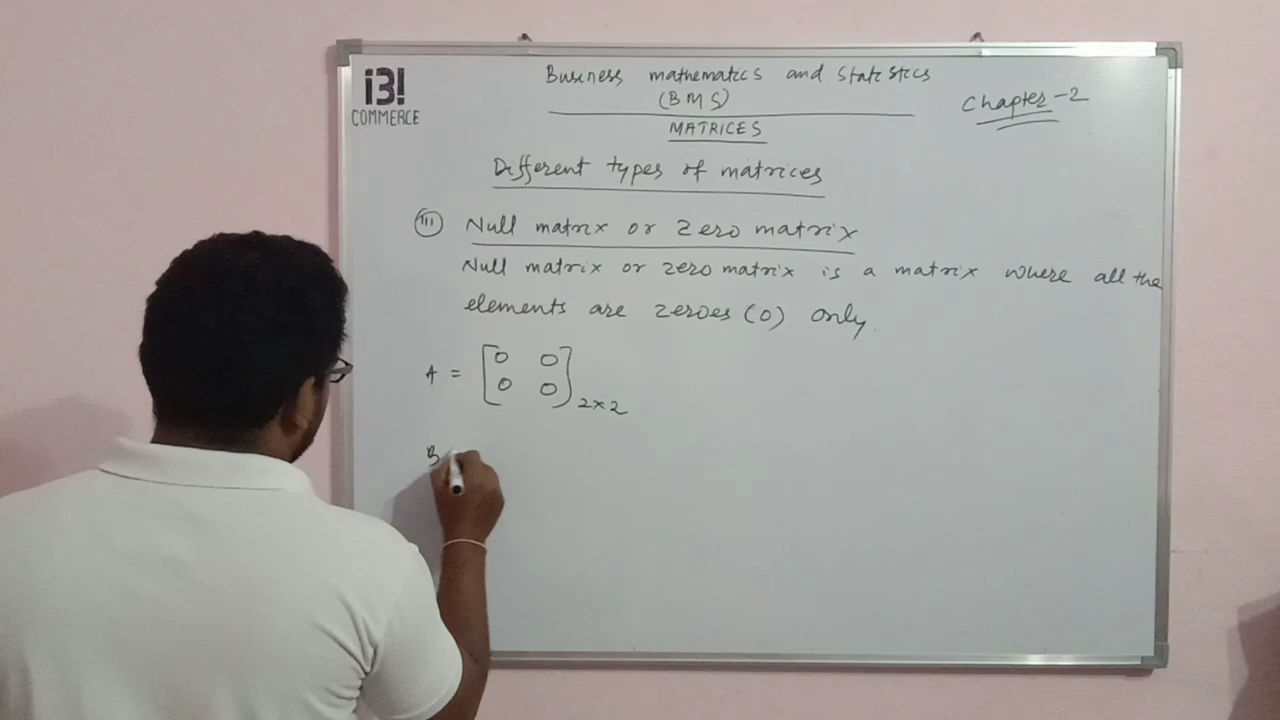 i3!
COMMERCE
Business mathematics and Statistics
(BMS)
Chapter-2
MATRICES
Different types of matrices
III Null matrix or Zero matrix
Null matrix or zero matrix is a matrix where all the
elements are zeroes (0) only.
A = [0 0
0 0] 2×2
B